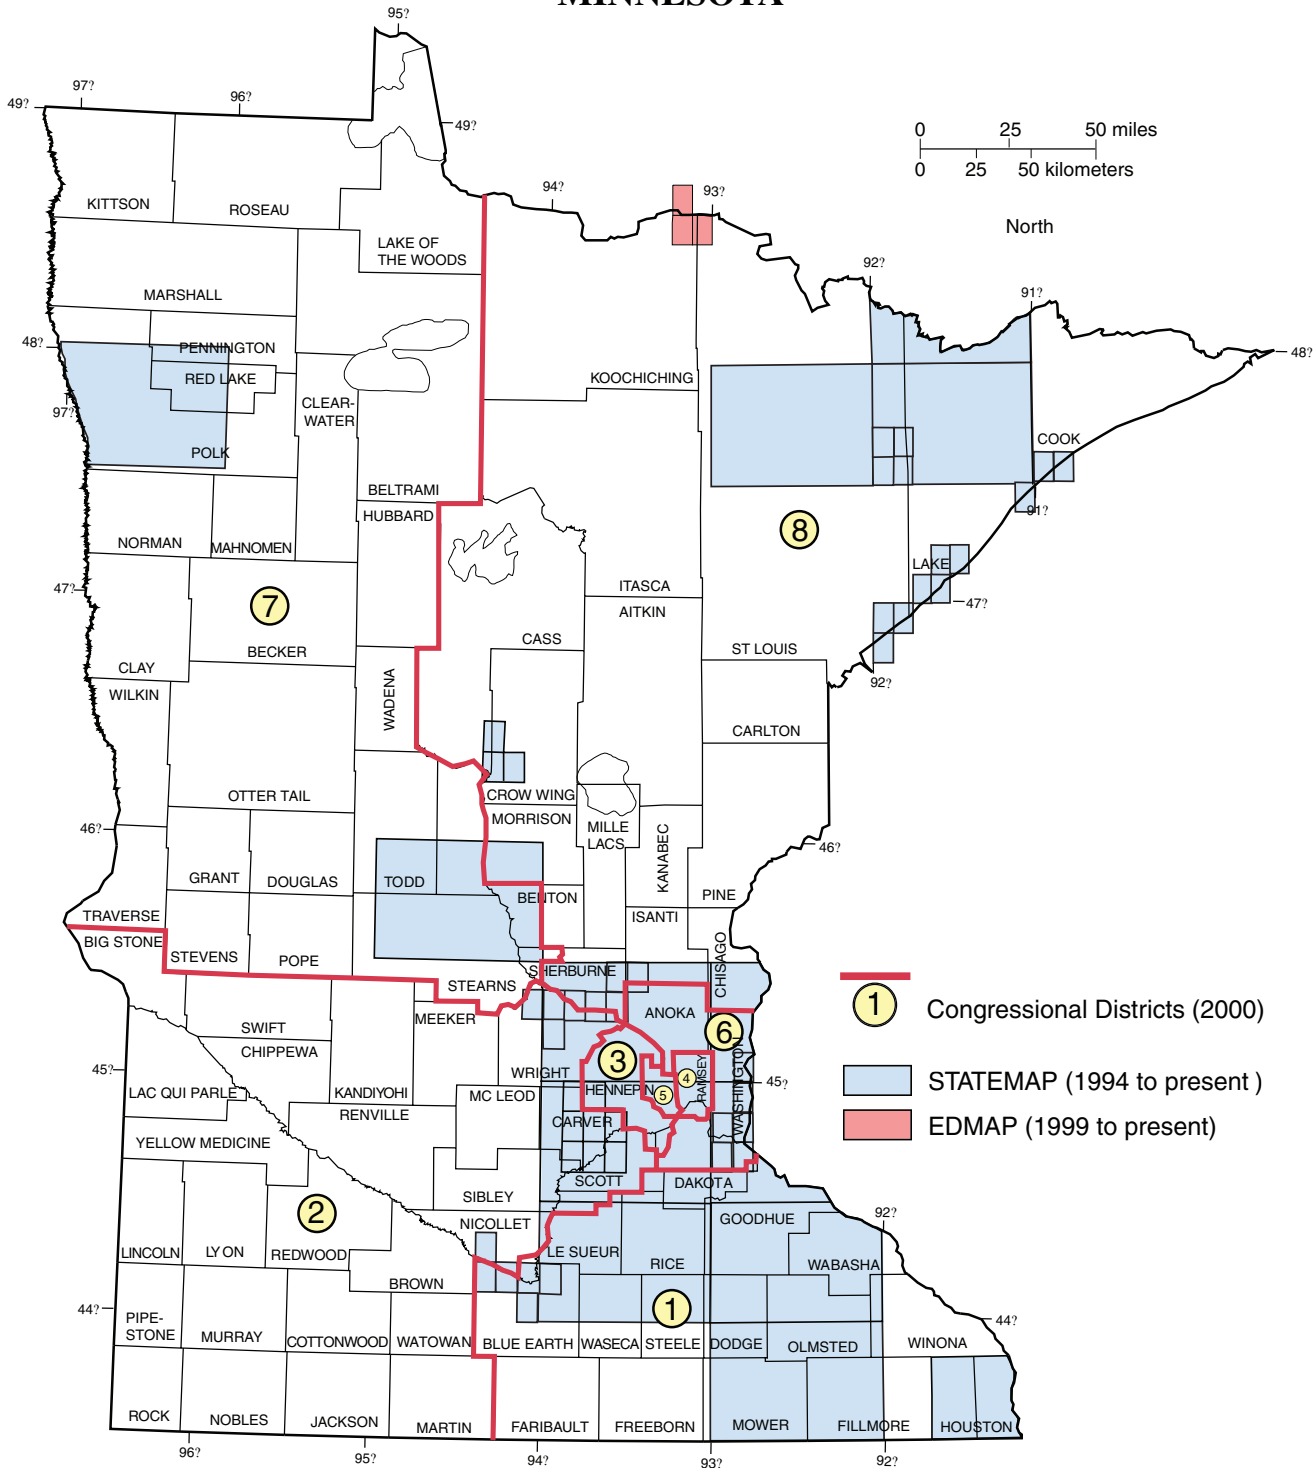 MINNESOTA
95?
97?
96?
49?
49?
0 25 50 miles
0 25 50 kilometers
94?
93?
KITTSON
ROSEAU
North
LAKE OF
THE WOODS
92?
91?
MARSHALL
48?
PENNINGTON
48?
RED LAKE
KOOCHICHING
97?
CLEAR-
WATER
POLK
COOK
BELTRAMI
HUBBARD
91?
8
NORMAN
MAHNOMEN
LAKE
47?
ITASCA
47?
7
AITKIN
CASS
BECKER
ST LOUIS
CLAY
92?
WILKIN
WADENA
CARLTON
OTTER TAIL
CROW WING
MORRISON
46?
MILLE
LACS
KANABEC
46?
GRANT
DOUGLAS
TODD
BENTON
PINE
TRAVERSE
ISANTI
BIG STONE
STEVENS
POPE
CHISAGO
SHERBURNE
STEARNS
1 Congressional Districts (2000)
MEEKER
ANOKA
SWIFT
6
CHIPPEWA
3
45?
WRIGHT
RAMSEY
WASHINGTON
4
45?
STATEMAP (1994 to present )
LAC QUI PARLE
KANDIYOHI
MC LEOD
HENNEPIN
5
RENVILLE
CARVER
EDMAP (1999 to present)
YELLOW MEDICINE
SCOTT
DAKOTA
SIBLEY
2
NICOLLET
GOODHUE
92?
LINCOLN
LYON
REDWOOD
LE SUEUR
RICE
WABASHA
BROWN
44?
1
44?
PIPE-
STONE
MURRAY
COTTONWOOD
WATOWAN
BLUE EARTH
WASECA
STEELE
DODGE
OLMSTED
WINONA
ROCK
NOBLES
JACKSON
MARTIN
FARIBAULT
FREEBORN
MOWER
FILLMORE
HOUSTON
96?
95?
94?
93?
92?